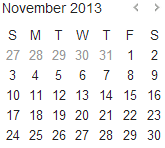 November 2013 < >
S M T W T F S
27 28 29 30 31 1 2
3 4 5 6 7 8 9
10 11 12 13 14 15 16
17 18 19 20 21 22 23
24 25 26 27 28 29 30